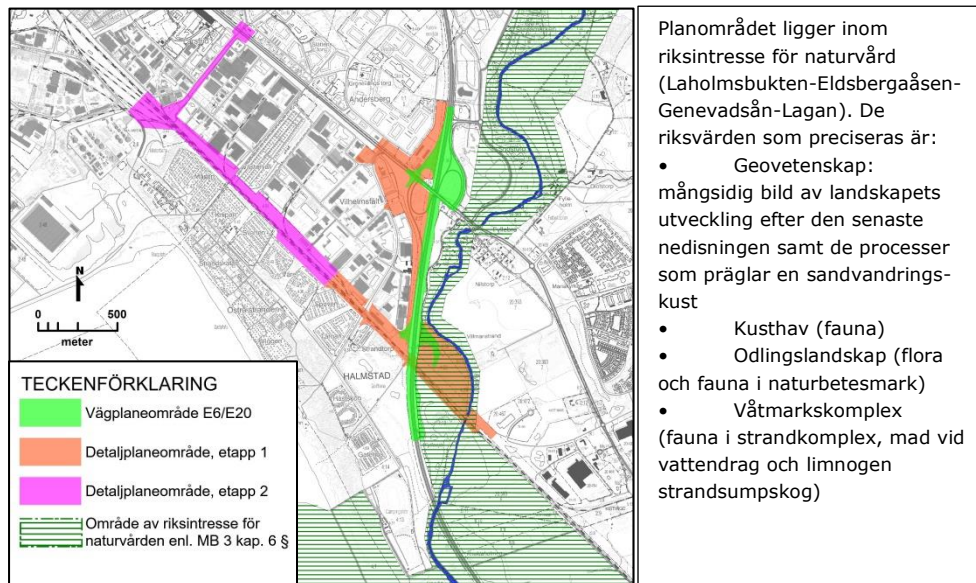 Andersberg
Vilhelmsfält
N
0
500
meter
HALMSTAD
TECKENFÖRKLARING
Vägplaneområde E6/E20
Detaljplaneområde, etapp 1
Detaljplaneområde, etapp 2
Område av riksintresse för
naturvården enl. MB 3 kap. 6 §
Planområdet ligger inom
riksintresse för naturvård
(Laholmsbukten-Eldsbergaåsen-
Genevadsån-Lagan). De
riksvärden som preciseras är:
• Geovetenskap:
mångsidig bild av landskapets
utveckling efter den senaste
nedisningen samt de processer
som präglar en sandvandrings-
kust
• Kusthav (fauna)
• Odlingslandskap (flora
och fauna i naturbetesmark)
• Våtmarkskomplex
(fauna i strandkomplex, mad vid
vattendrag och limnogen
strandsumpskog)